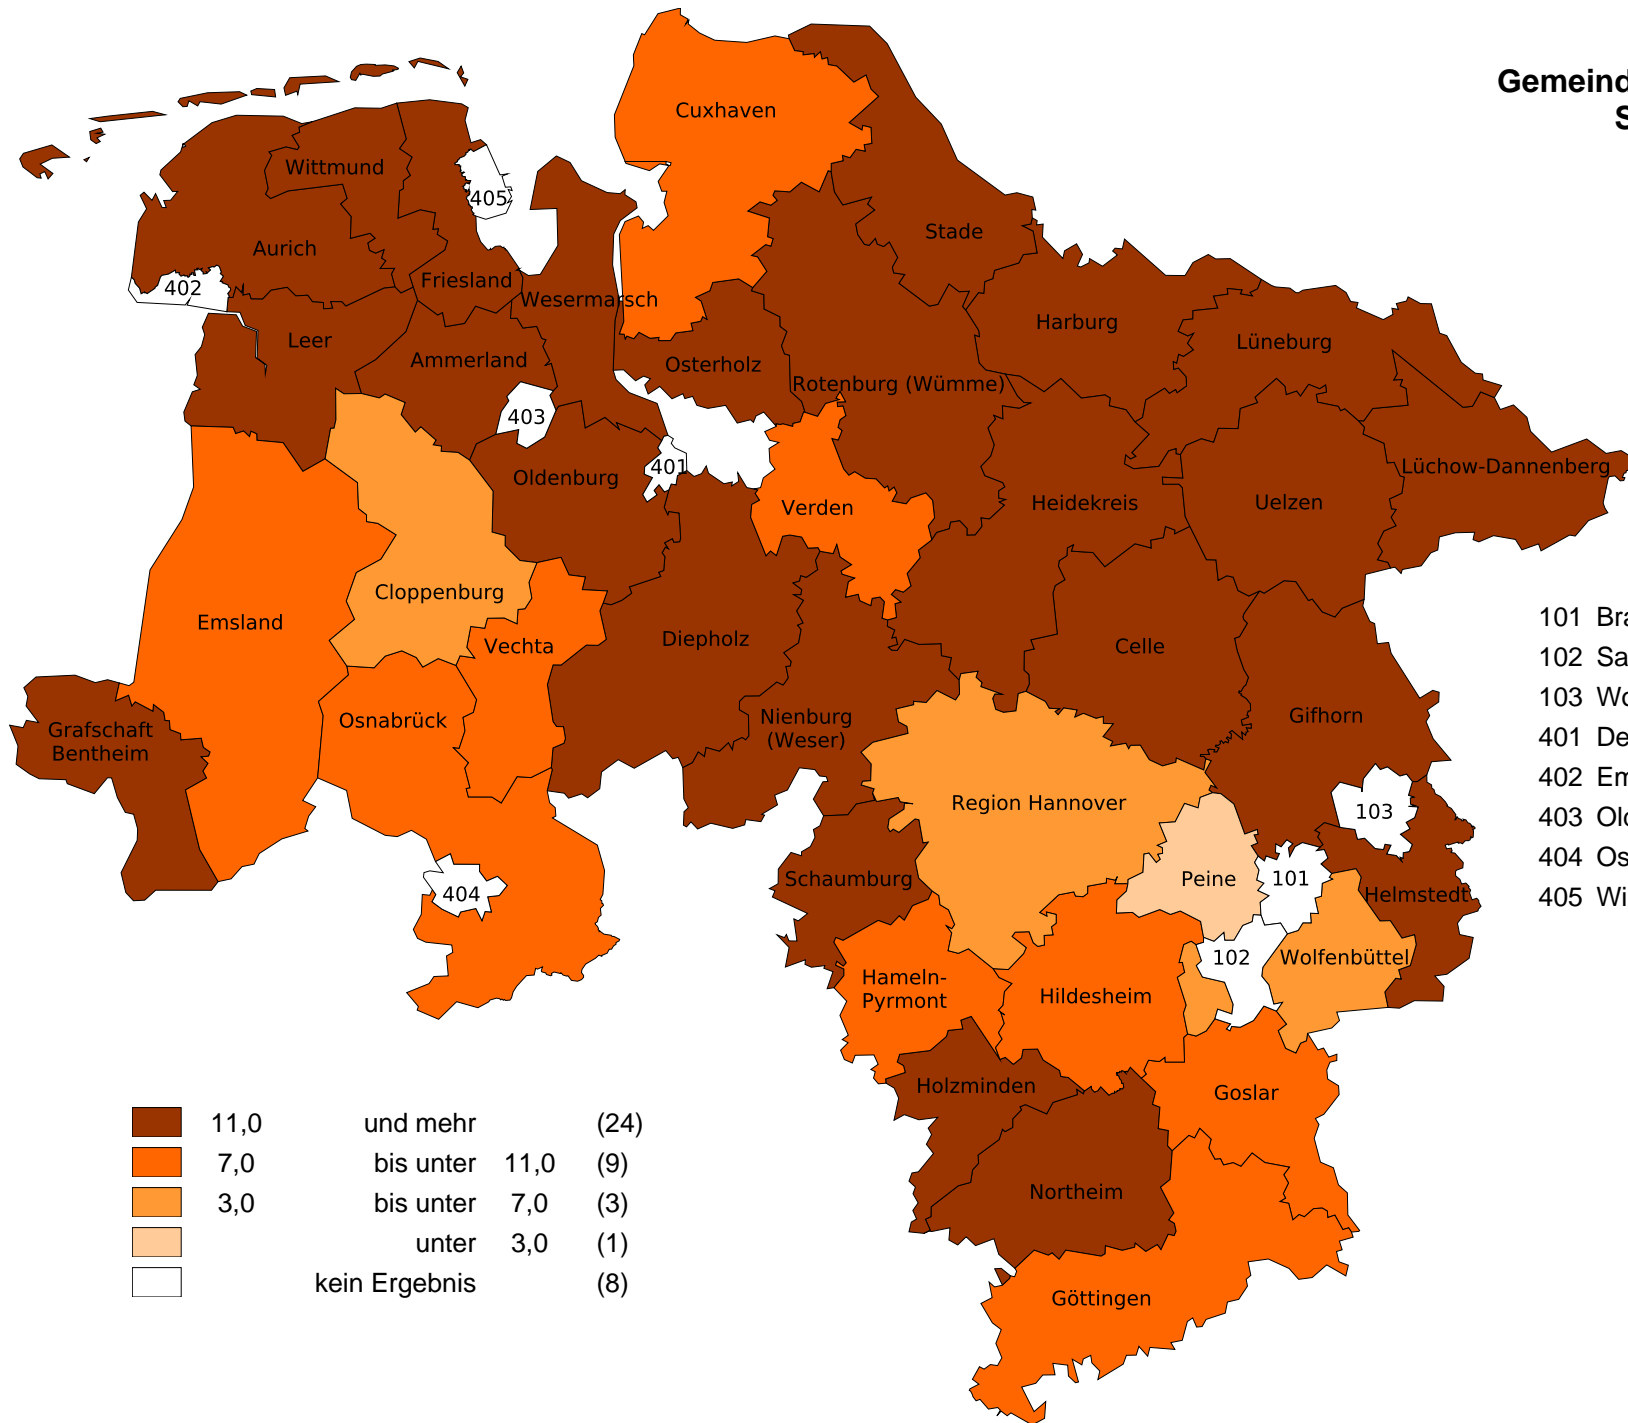 Gemeind
S
Cuxhaven
Wittmund
405
Stade
Aurich
Friesland
402
Wesermarsch
Harburg
Leer
Lüneburg
Ammerland
Osterholz
Rotenburg (Wümme)
403
401
Lüchow-Dannenberg
Oldenburg
Verden
Heidekreis
Uelzen
Cloppenburg
Emsland
Vechta
Diepholz
Celle
Osnabrück
Nienburg
(Weser)
Gifhorn
Grafschaft
Bentheim
Region Hannover
103
Schaumburg
Peine
101
404
Helmstedt
102
Wolfenbüttel
Hameln-
Pyrmont
Hildesheim
Holzminden
Goslar
Northeim
Göttingen
101 Bra
102 Sa
103 Wo
401 De
402 Em
403 Old
404 Os
405 Wi
11,0 und mehr (24)
7,0 bis unter 11,0 (9)
3,0 bis unter 7,0 (3)
unter 3,0 (1)
kein Ergebnis (8)